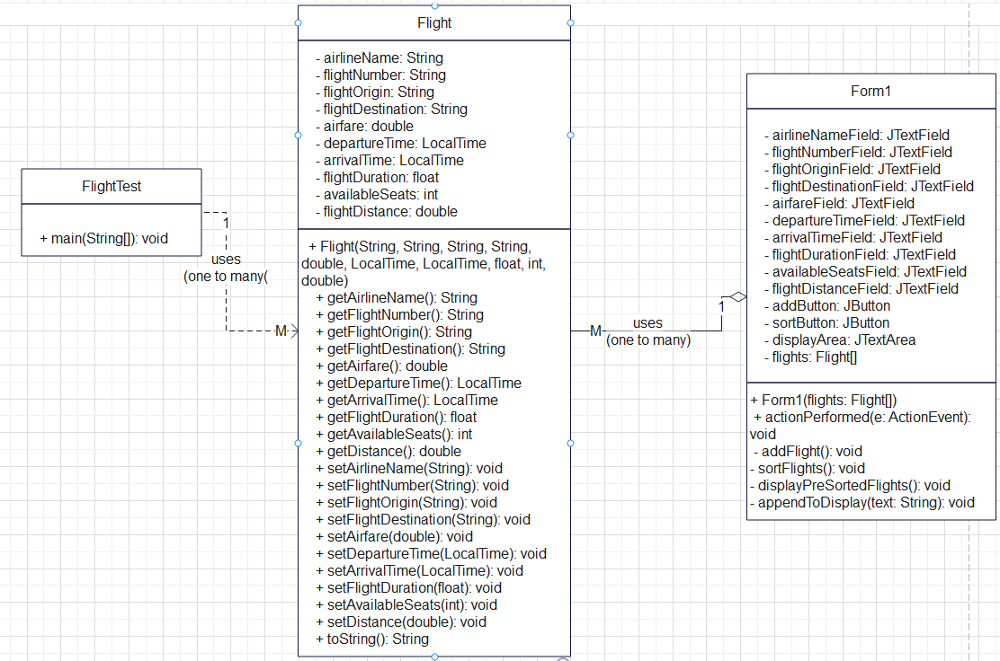 Flight
- airlineName: String
- flightNumber: String
- flightOrigin: String
- flightDestination: String
- airfare: double
- departureTime: LocalTime
- arrivalTime: LocalTime
- flightDuration: float
- availableSeats: int
- flightDistance: double
+ Flight(String, String, String, String,
double, LocalTime, LocalTime, float, int,
double)
+ getAirlineName(): String
+ getFlightNumber(): String
+ getFlightOrigin(): String
+ getFlightDestination(): String
+ getAirfare(): double
+ getDepartureTime(): LocalTime
+ getArrivalTime(): LocalTime
+ getFlightDuration(): float
+ getAvailableSeats(): int
+ getDistance(): double
+ setAirlineName(String): void
+ setFlightNumber(String): void
+ setFlightOrigin(String): void
+ setFlightDestination(String): void
+ setAirfare(double): void
+ setDepartureTime(LocalTime): void
+ setArrivalTime(LocalTime): void
+ setFlightDuration(float): void
+ setAvailableSeats(int): void
+ setDistance(double): void
+ toString(): String
FlightTest
+ main(String[]): void
1
uses
(one to many(
M
M
uses
(one to many)
1
Form1
- airlineNameField: JTextField
- flightNumberField: JTextField
- flightOriginField: JTextField
- flightDestinationField: JTextField
- airfareField: JTextField
- departureTimeField: JTextField
- arrivalTimeField: JTextField
- flightDurationField: JTextField
- availableSeatsField: JTextField
- flightDistanceField: JTextField
- addButton: JButton
- sortButton: JButton
- displayArea: JTextArea
- flights: Flight[]
+ Form1(flights: Flight[])
+ actionPerformed(e: ActionEvent):
void
- addFlight(): void
- sortFlights(): void
- displayPreSortedFlights(): void
- appendToDisplay(text: String): void